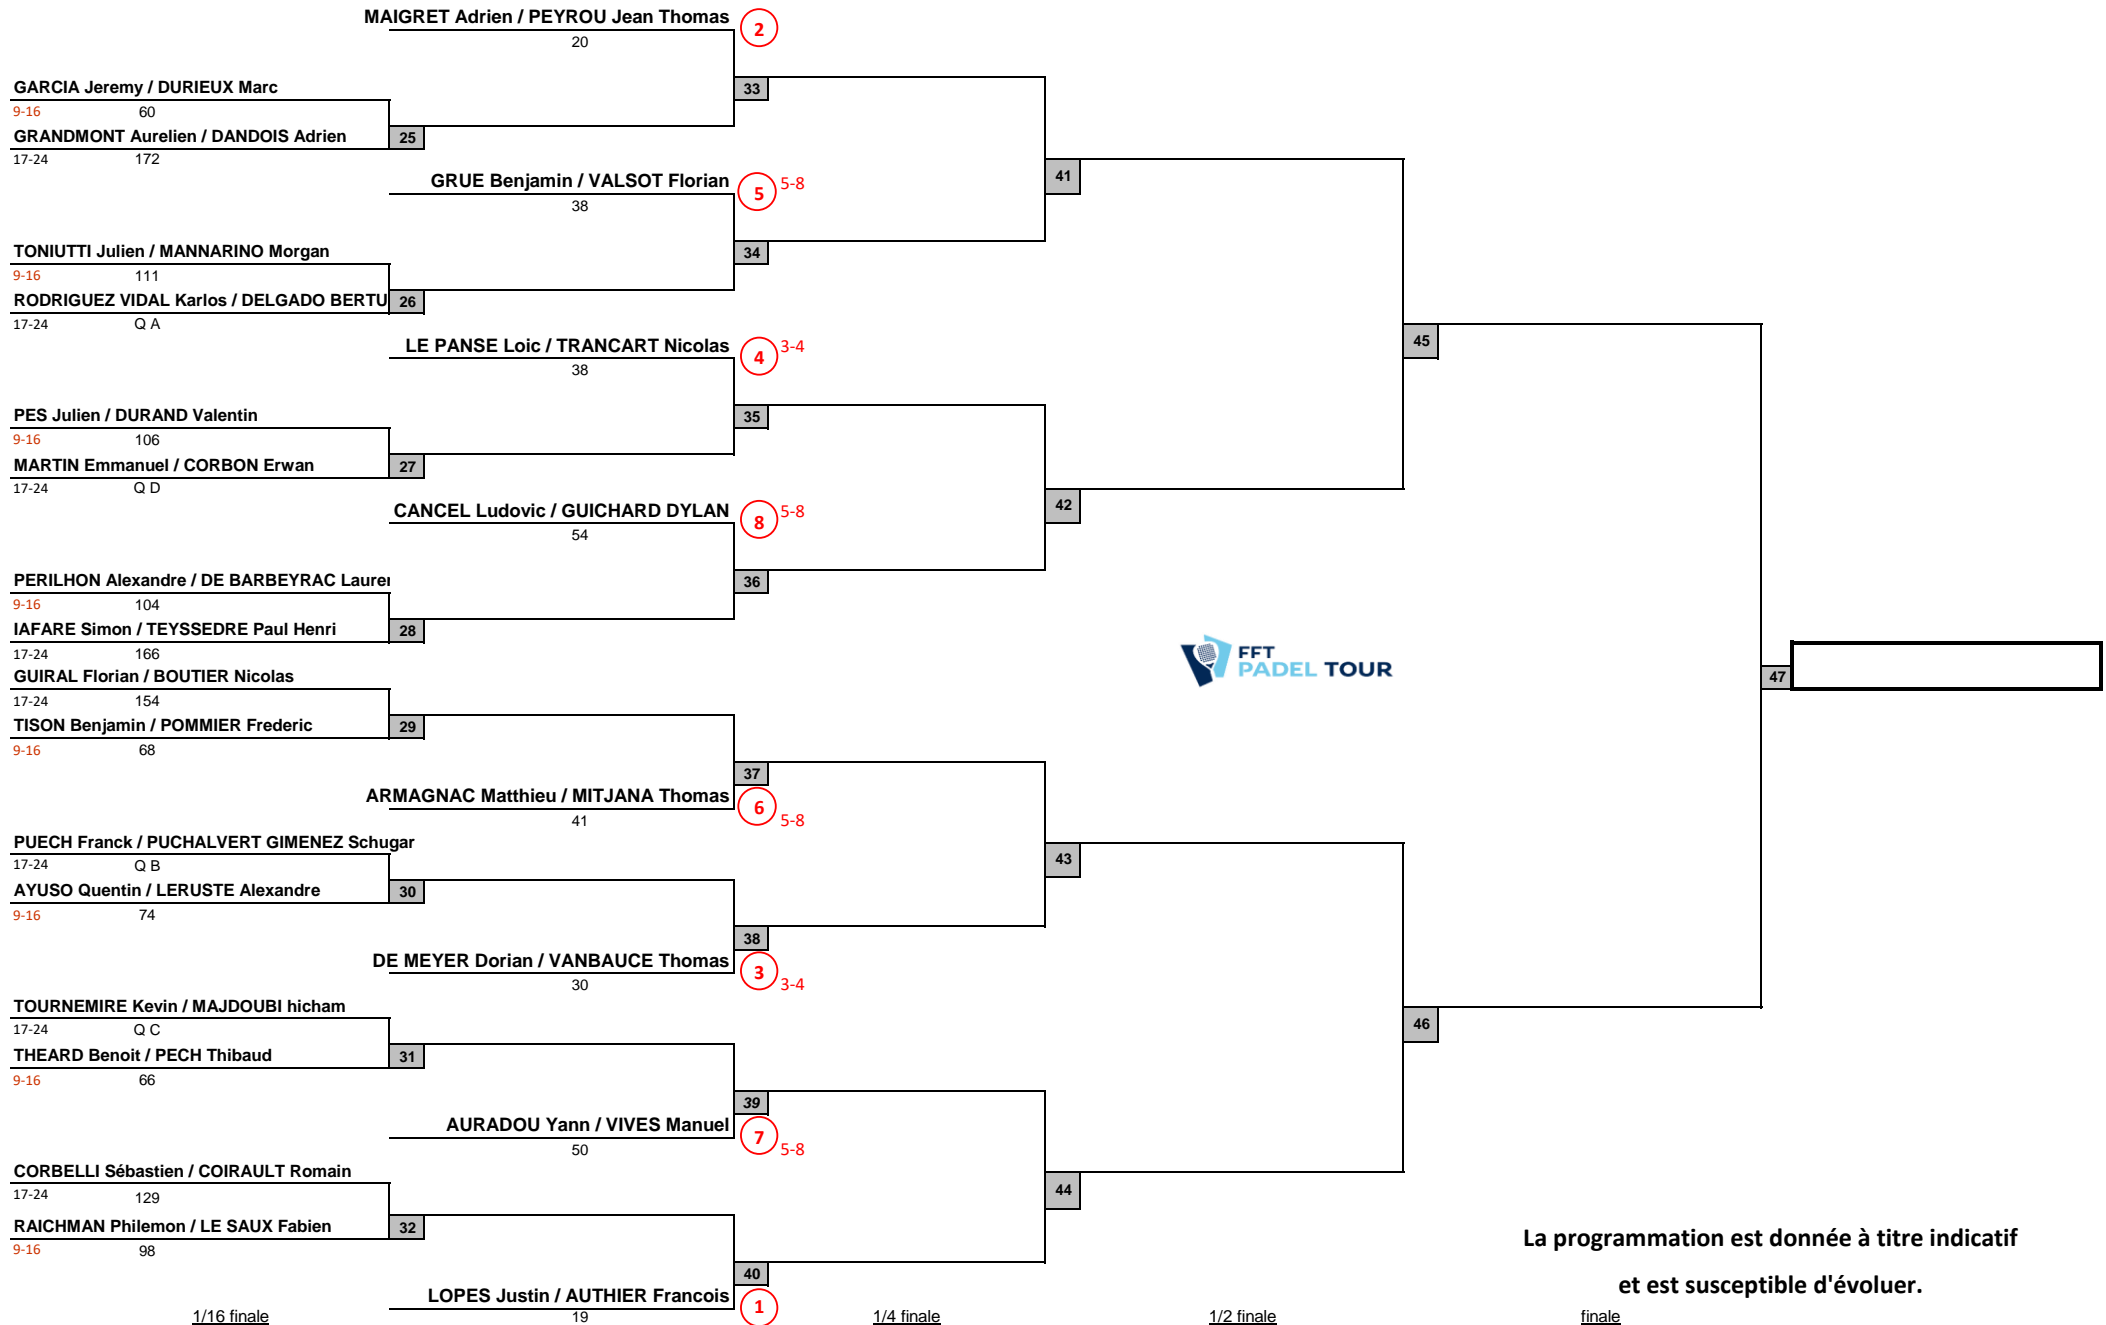 MAIGRET Adrien / PEYROU Jean Thomas
2
20
GARCIA Jeremy / DURIEUX Marc
33
9-16
60
GRANDMONT Aurelien / DANDOIS Adrien
25
17-24
172
GRUE Benjamin / VALSOT Florian
5
5-8
41
38
TONIUTTI Julien / MANNARINO Morgan
34
9-16
111
RODRIGUEZ VIDAL Karlos / DELGADO BERTU
26
17-24
Q A
LE PANSE Loic / TRANCART Nicolas
4
3-4
45
38
PES Julien / DURAND Valentin
35
9-16
106
MARTIN Emmanuel / CORBON Erwan
27
17-24
Q D
CANCEL Ludovic / GUICHARD DYLAN
8
5-8
42
54
PERILHON Alexandre / DE BARBEYRAC Lauren
36
9-16
104
IAFARE Simon / TEYSSEDRE Paul Henri
28
17-24
166
FFT
PADEL TOUR
GUIRAL Florian / BOUTIER Nicolas
47
17-24
154
TISON Benjamin / POMMIER Frederic
29
9-16
68
37
ARMAGNAC Matthieu / MITJANA Thomas
6
5-8
41
PUECH Franck / PUCHALVERT GIMENEZ Schugar
43
17-24
Q B
AYUSO Quentin / LERUSTE Alexandre
30
9-16
74
38
DE MEYER Dorian / VANBAUCE Thomas
3
3-4
30
TOURNEMIRE Kevin / MAJDOUBI hicham
46
17-24
Q C
THEARD Benoit / PECH Thibaud
31
9-16
66
39
AURADOU Yann / VIVES Manuel
7
5-8
50
CORBELLI Sébastien / COIRAULT Romain
44
17-24
129
RAICHMAN Philemon / LE SAUX Fabien
32
9-16
98
La programmation est donnée à titre indicatif
et est susceptible d'évoluer.
40
LOPES Justin / AUTHIER Francois
1
19
1/16 finale
1/4 finale
1/2 finale
finale